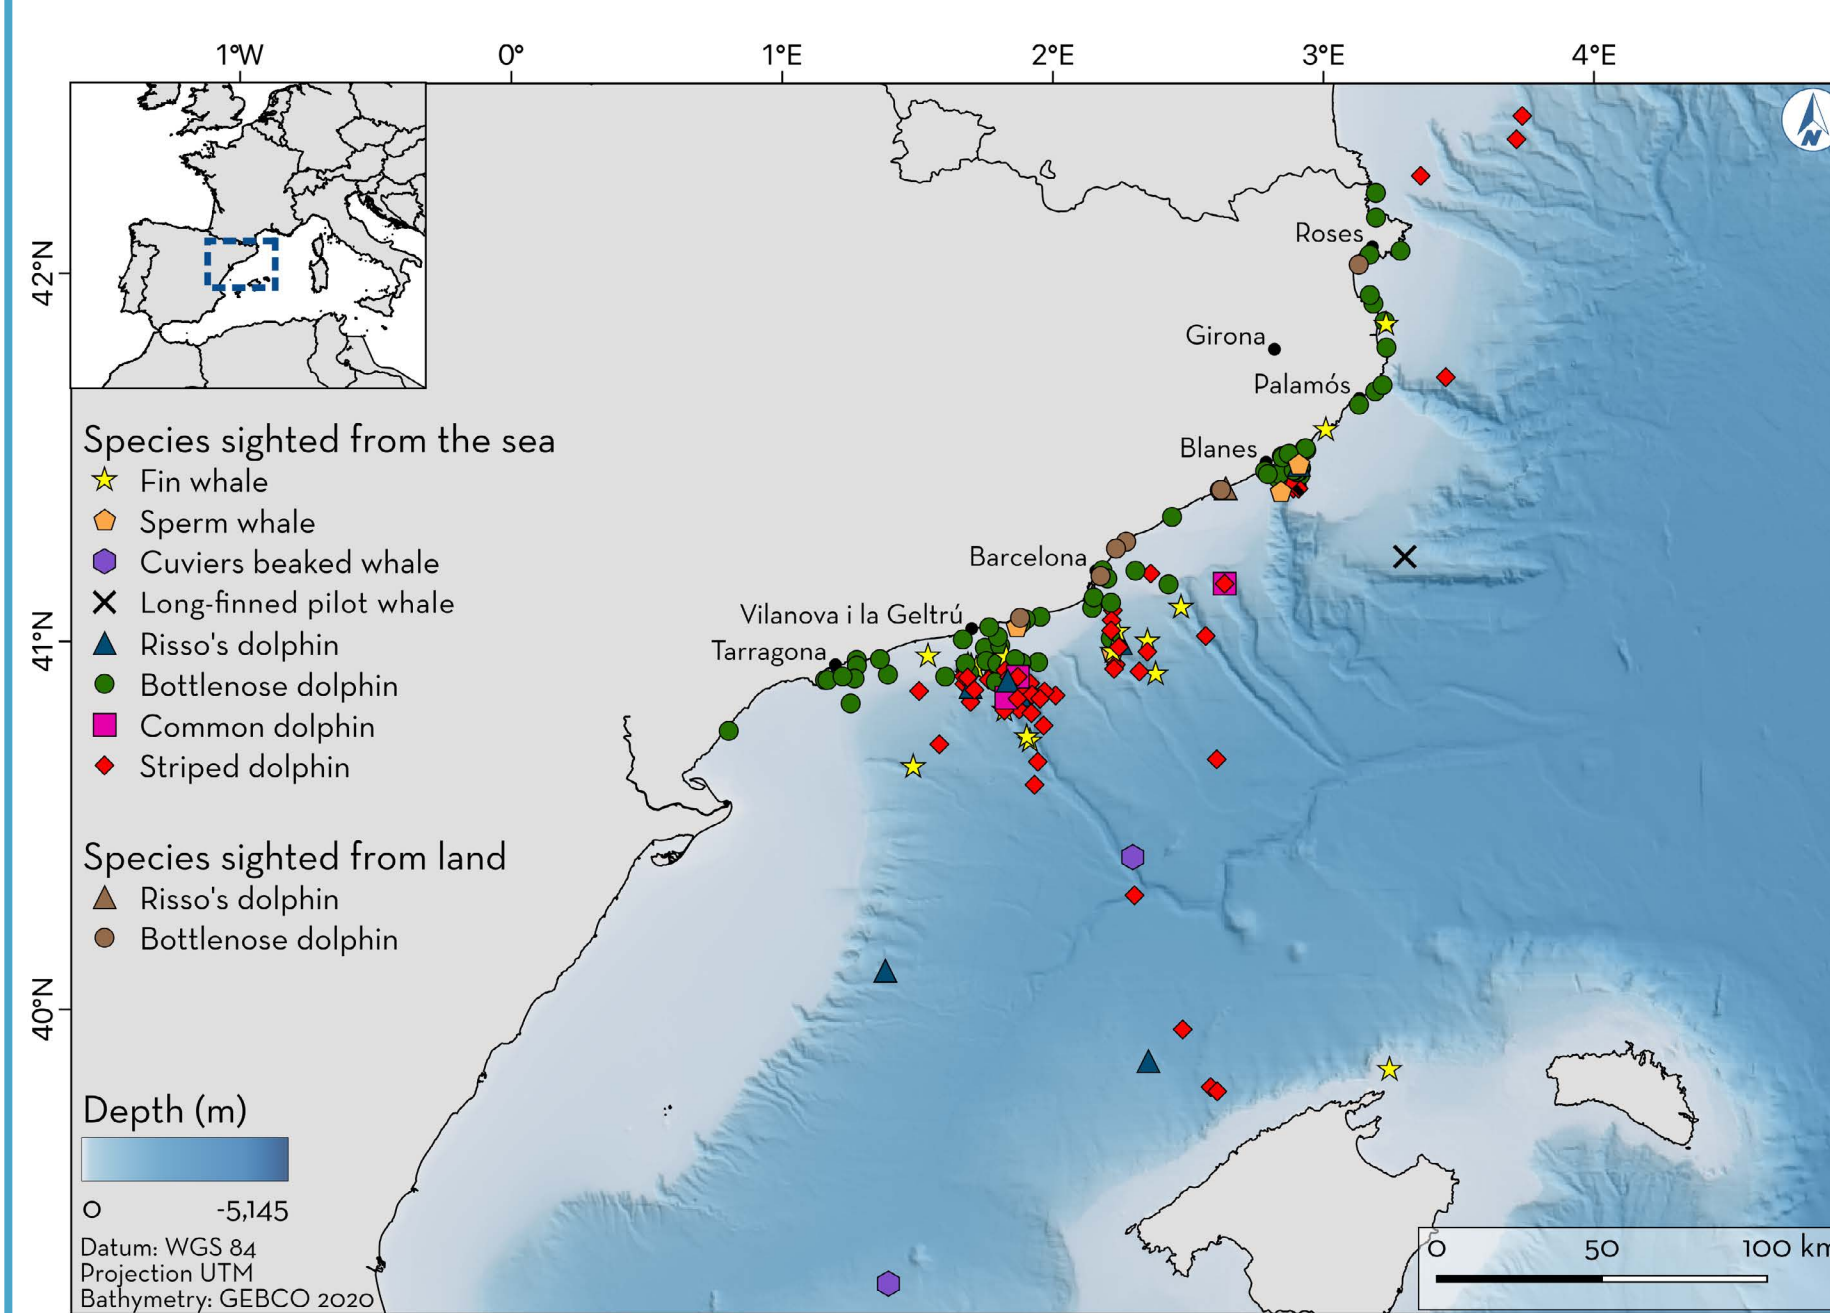 1°W 0° 1°E 2°E 3°E 4°E
N
42°N
41°N
40°N
Roses
Girona
Palamós
Blanes
Barcelona
Vilanova i la Geltrú
Tarragona
Species sighted from the sea
Fin whale
Sperm whale
Cuviers beaked whale
Long-finned pilot whale
Risso's dolphin
Bottlenose dolphin
Common dolphin
Striped dolphin
Species sighted from land
Risso's dolphin
Bottlenose dolphin
Depth (m)
0 -5,145
Datum: WGS 84
Projection UTM
Bathymetry: GEBCO 2020
0 50 100 km